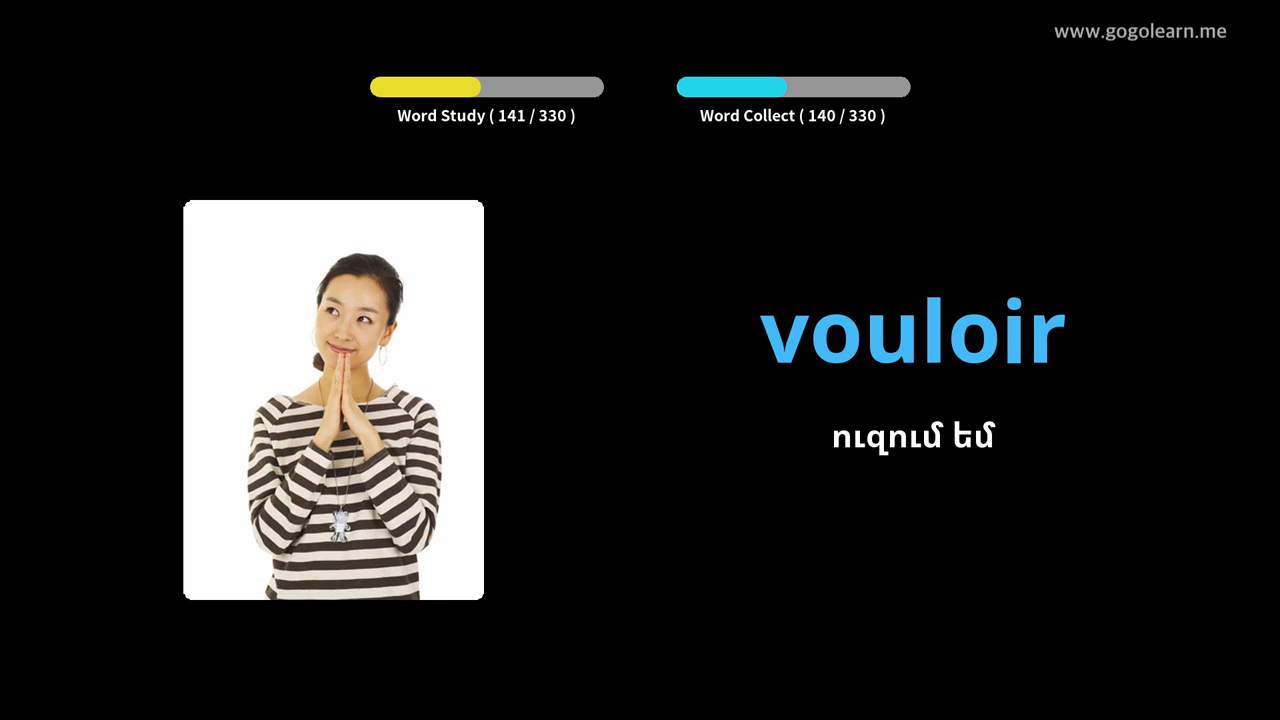 www.gogolearn.me
Word Study ( 141 / 330 )
Word Collect ( 140 / 330 )
vouloir
ուզում եմ